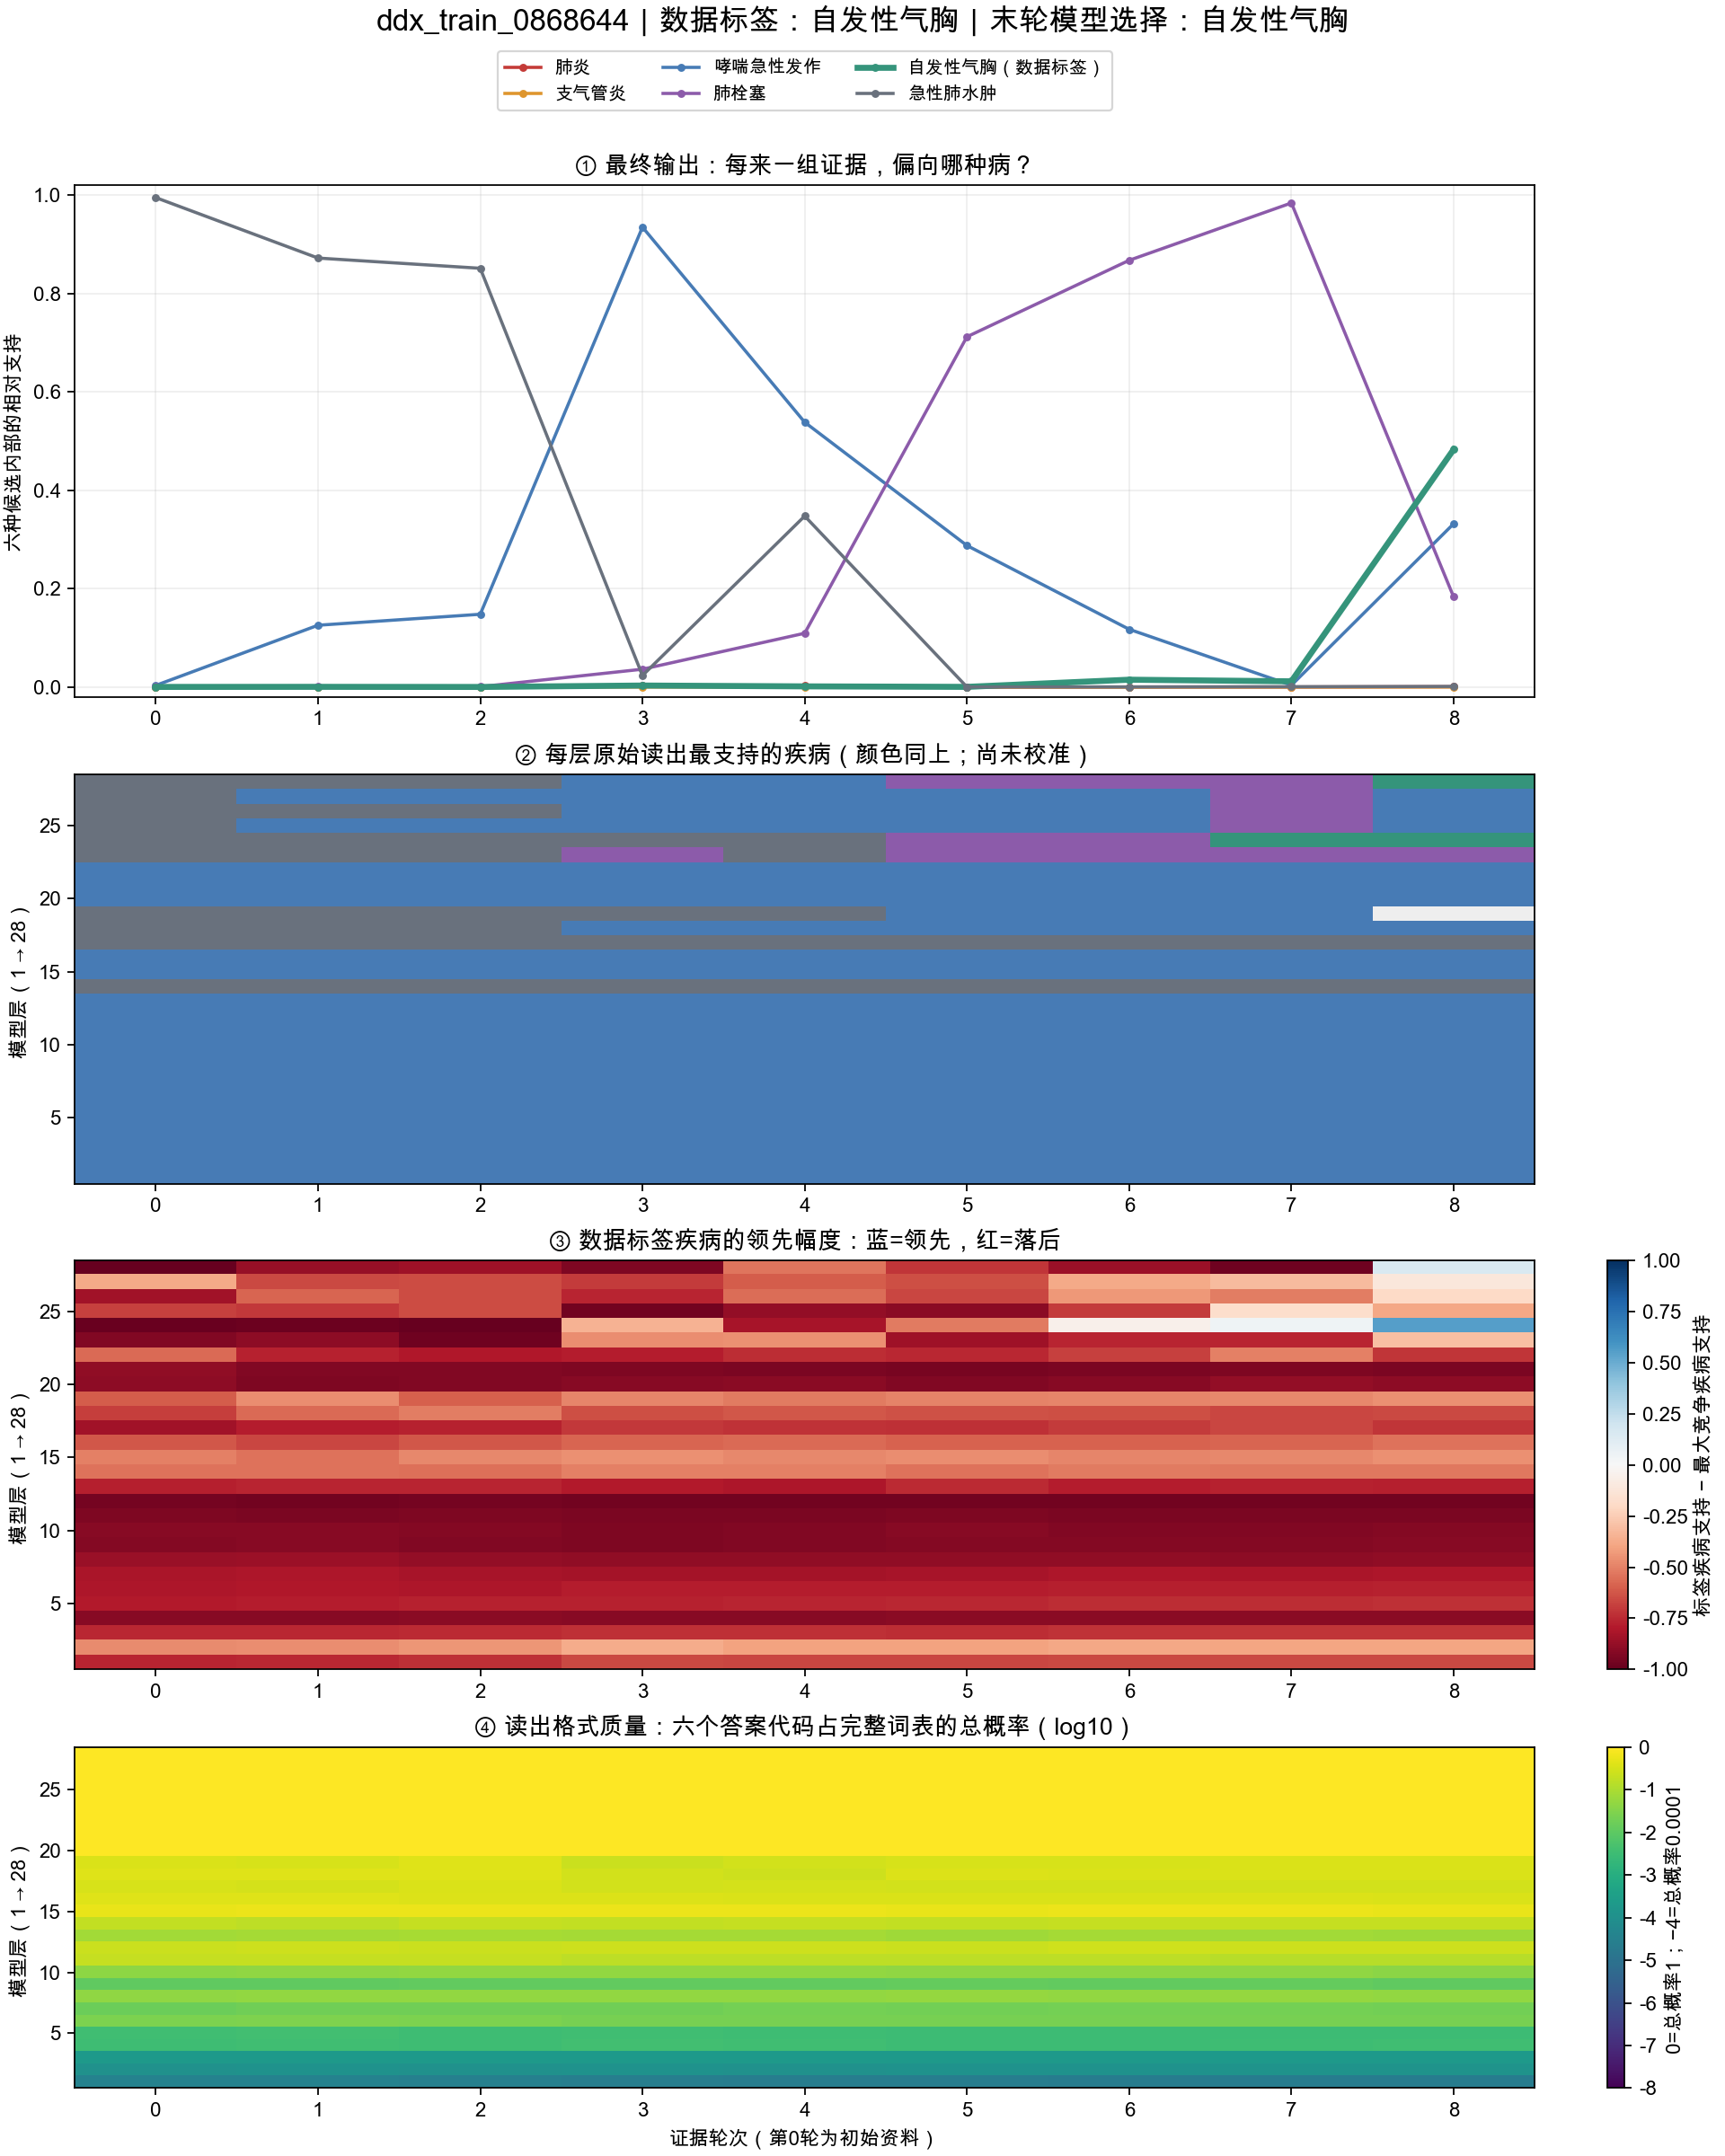 ddx_train_0868644 | 数据标签：自发性气胸 | 末轮模型选择：自发性气胸
肺炎
哮喘急性发作
自发性气胸（数据标签）
支气管炎
肺栓塞
急性肺水肿
① 最终输出：每来一组证据，偏向哪种病？
六种候选内部的相对支持
1.0
0.8
0.6
0.4
0.2
0.0
0 1 2 3 4 5 6 7 8
② 每层原始读出最支持的疾病（颜色同上；尚未校准）
模型层（1→28）
25
20
15
10
5
0 1 2 3 4 5 6 7 8
③ 数据标签疾病的领先幅度：蓝=领先，红=落后
模型层（1→28）
25
20
15
10
5
0 1 2 3 4 5 6 7 8
1.00
0.75
0.50
0.25
0.00
-0.25
-0.50
-0.75
-1.00
标签疾病支持 − 最大竞争疾病支持
④ 读出格式质量：六个答案代码占完整词表的总概率（log10）
模型层（1→28）
25
20
15
10
5
0 1 2 3 4 5 6 7 8
证据轮次（第0轮为初始资料）
0
-1
-2
-3
-4
-5
-6
-7
-8
0=总概率1；−4=总概率0.0001